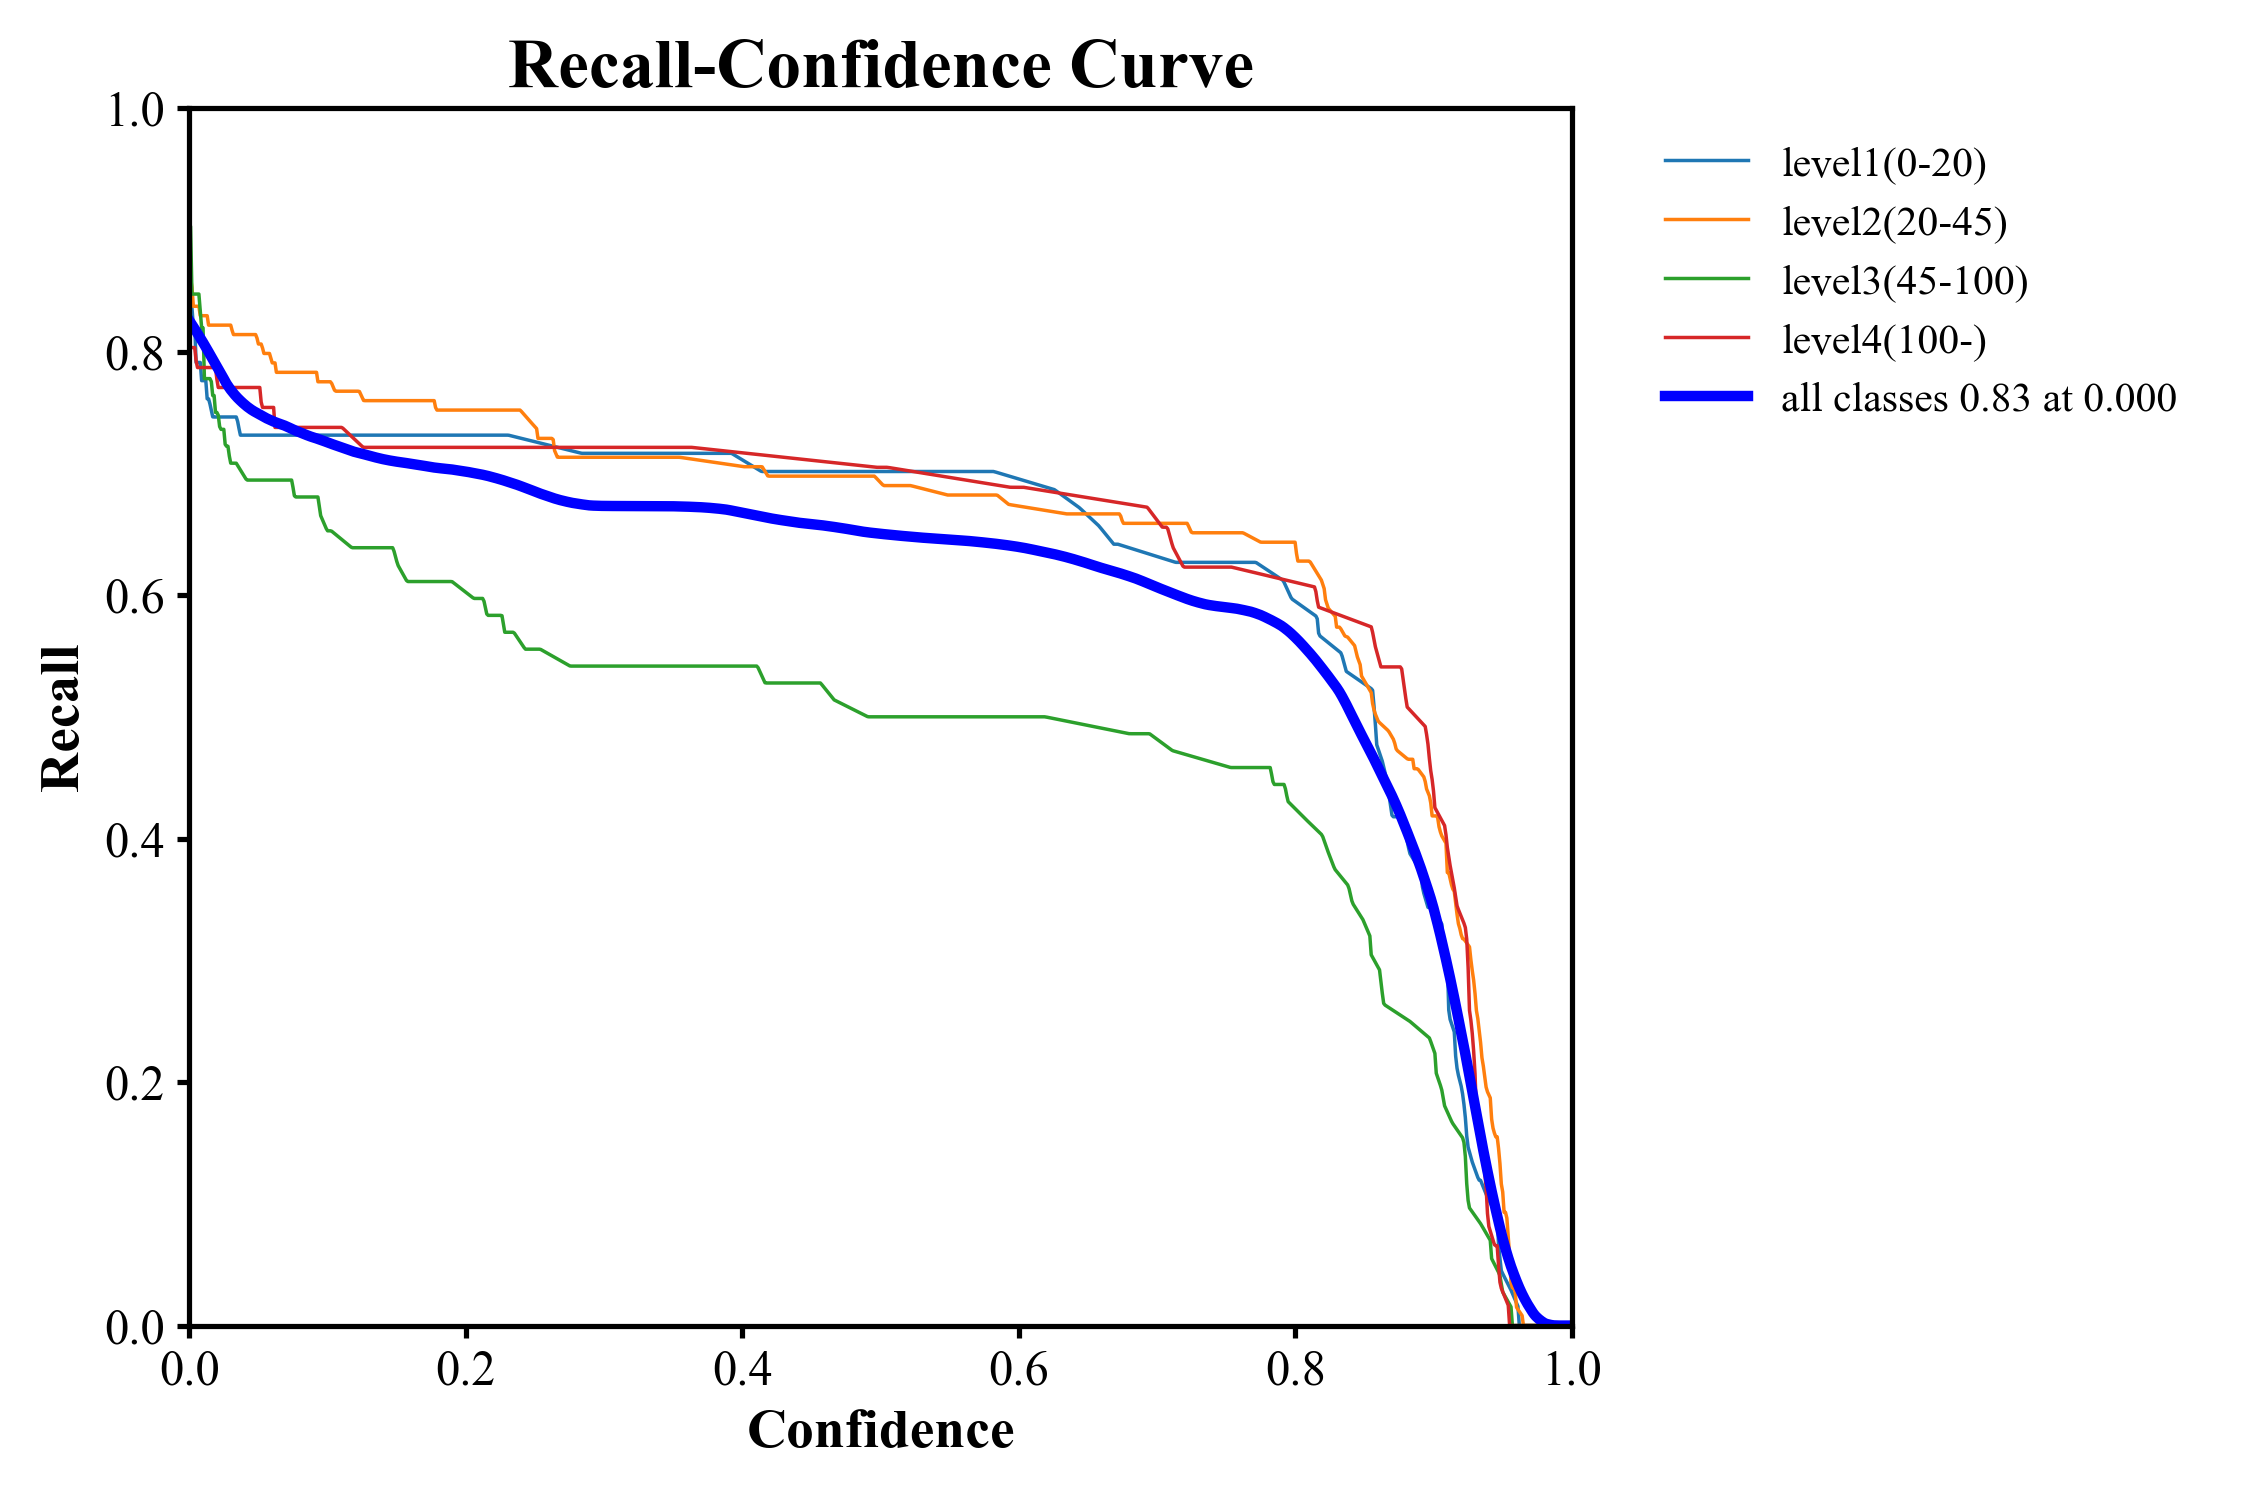 Recall-Confidence Curve
1.0
0.8
0.6
0.4
0.2
0.0
Recall
0.0 0.2 0.4 0.6 0.8 1.0
Confidence
level1(0-20)
level2(20-45)
level3(45-100)
level4(100-)
all classes 0.83 at 0.000